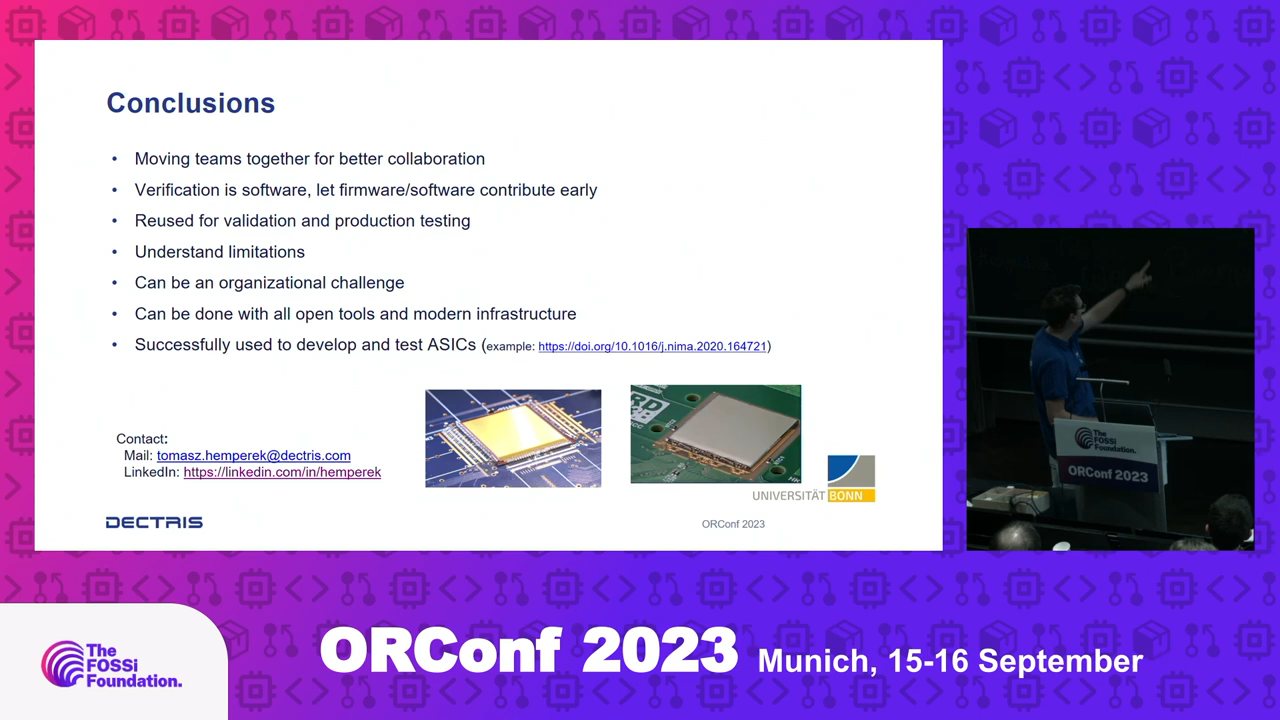 Conclusions
• Moving teams together for better collaboration
• Verification is software, let firmware/software contribute early
• Reused for validation and production testing
• Understand limitations
• Can be an organizational challenge
• Can be done with all open tools and modern infrastructure
• Successfully used to develop and test ASICs (example: https://doi.org/10.1016/j.nima.2020.164721)
Contact:
Mail: tomasz.hemperek@dectris.com
LinkedIn: https://linkedin.com/in/hemperek
DECTRIS
UNIVERSITÄT BONN
ORConf 2023
The
FOSSi
Foundation.
ORConf 2023
The
FOSSi
Foundation.
ORConf 2023 Munich, 15-16 September